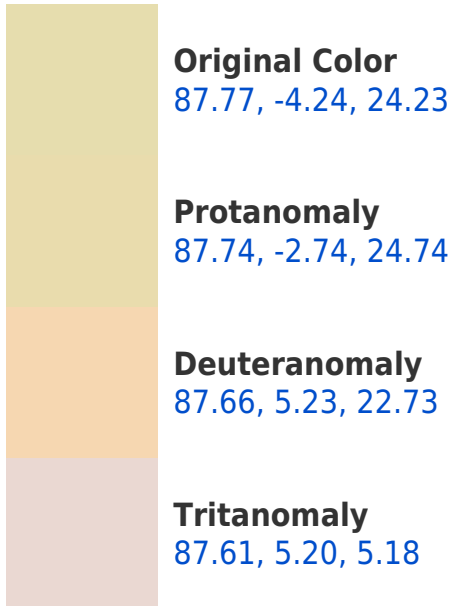 Original Color
87.77, -4.24, 24.23
Protanomaly
87.74, -2.74, 24.74
Deuteranomaly
87.66, 5.23, 22.73
Tritanomaly
87.61, 5.20, 5.18